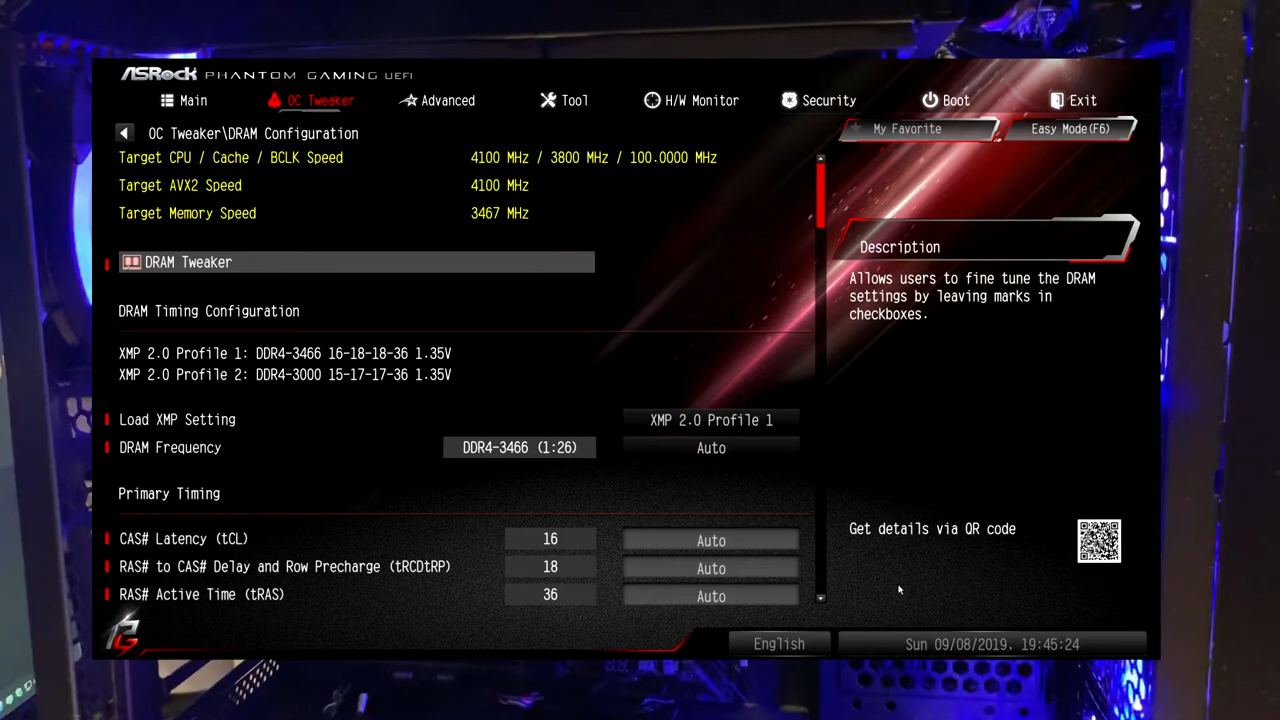 ASRock PHANTOM GAMING UEFI
Main OC Tweaker Advanced Tool H/W Monitor Security Boot Exit
My Favorite Easy Mode(F6)
OC Tweaker\DRAM Configuration
Target CPU / Cache / BCLK Speed 4100 MHz / 3800 MHz / 100.0000 MHz
Target AVX2 Speed 4100 MHz
Target Memory Speed 3467 MHz
DRAM Tweaker
DRAM Timing Configuration
XMP 2.0 Profile 1: DDR4-3466 16-18-18-36 1.35V
XMP 2.0 Profile 2: DDR4-3000 15-17-17-36 1.35V
Load XMP Setting XMP 2.0 Profile 1
DRAM Frequency DDR4-3466 (1:26) Auto
Primary Timing
CAS# Latency (tCL) 16 Auto
RAS# to CAS# Delay and Row Precharge (tRCDtRP) 18 Auto
RAS# Active Time (tRAS) 36 Auto
Description
Allows users to fine tune the DRAM
settings by leaving marks in
checkboxes.
Get details via QR code
English Sun 09/08/2019, 19:45:24